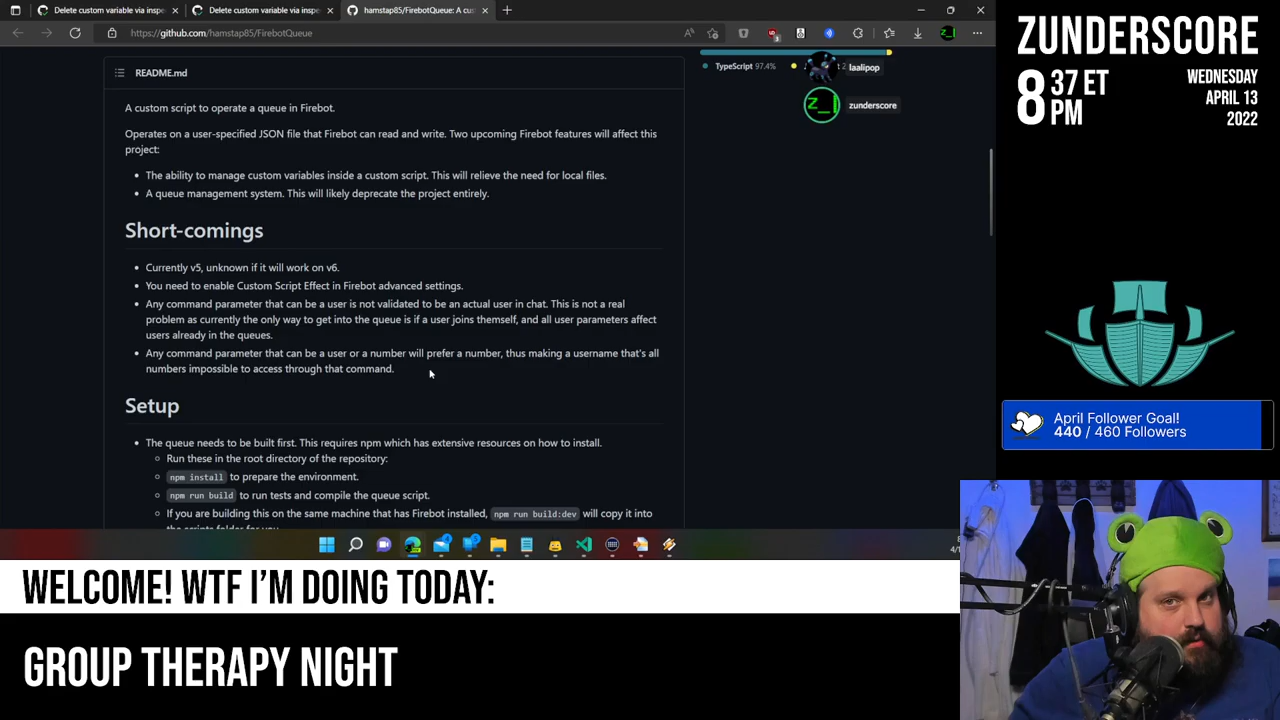 Delete custom variable via inspe
Delete custom variable via inspe
hamstap85/FirebotQueue: A cu
https://github.com/hamstap85/FirebotQueue
README.md
A custom script to operate a queue in Firebot.
Operates on a user-specified JSON file that Firebot can read and write. Two upcoming Firebot features will affect this
project:
• The ability to manage custom variables inside a custom script. This will relieve the need for local files.
• A queue management system. This will likely deprecate the project entirely.
Short-comings
• Currently v5, unknown if it will work on v6.
• You need to enable Custom Script Effect in Firebot advanced settings.
• Any command parameter that can be a user is not validated to be an actual user in chat. This is not a real
problem as currently the only way to get into the queue is if a user joins themself, and all user parameters affect
users already in the queues.
• Any command parameter that can be a user or a number will prefer a number, thus making a username that's all
numbers impossible to access through that command.
Setup
• The queue needs to be built first. This requires npm which has extensive resources on how to install.
Run these in the root directory of the repository:
npm install to prepare the environment.
npm run build to run tests and compile the queue script.
If you are building this on the same machine that has Firebot installed, npm run build:dev will copy it into
the scripts folder for you.
TypeScript 97.4%
laalipop
z_|
zunderscore
ZUNDERSCORE
8 37 ET
PM
WEDNESDAY
APRIL 13
2022
April Follower Goal!
440 / 460 Followers
WELCOME! WTF I'M DOING TODAY:
GROUP THERAPY NIGHT